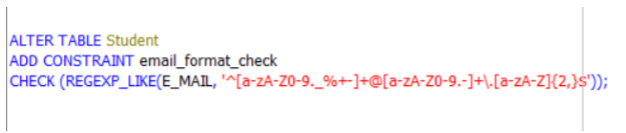 ALTER TABLE Student
ADD CONSTRAINT email_format_check
CHECK (REGEXP_LIKE(E_MAIL, '^[a-zA-Z0-9._%+-]+@[a-zA-Z0-9.-]+\.[a-zA-Z]{2,}$'));